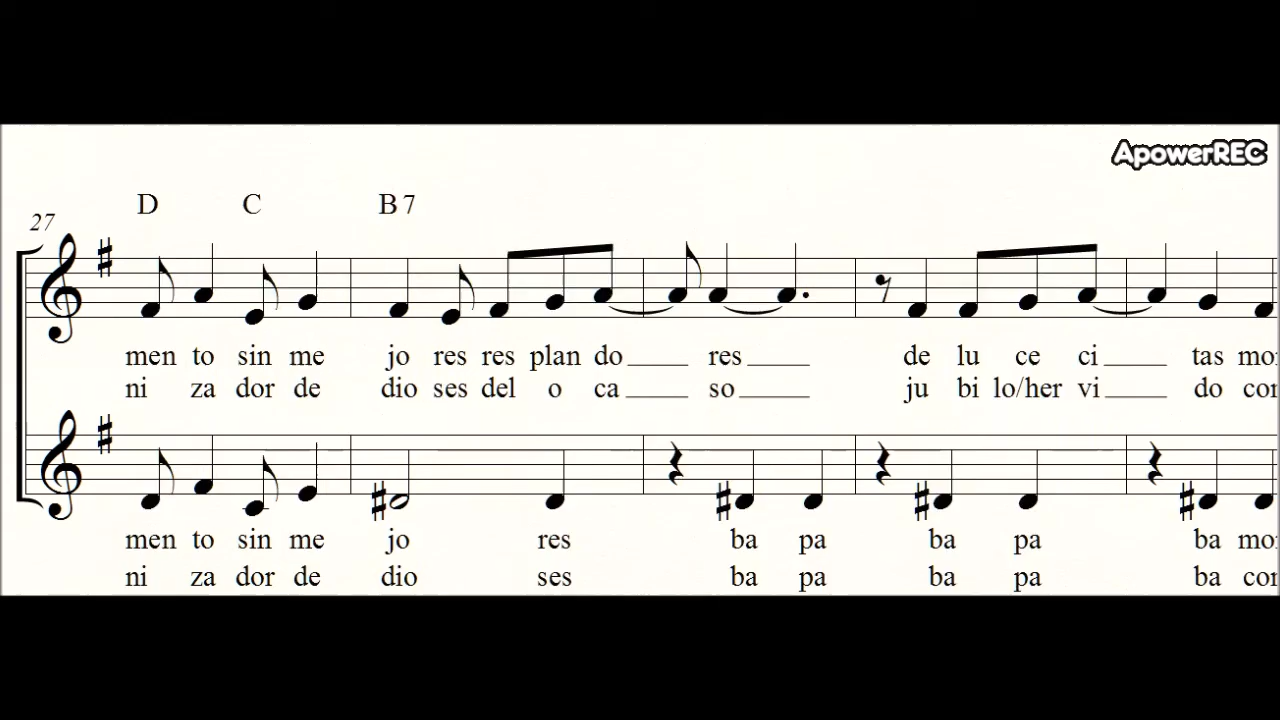 ApowerREC
D C B 7
27
men to sin me jo res res plan do res de lu ce ci tas
ni za dor de dio ses del o ca so ju bi lo/her vi do
men to sin me jo res ba pa ba pa ba
ni za dor de dio ses ba pa ba pa ba